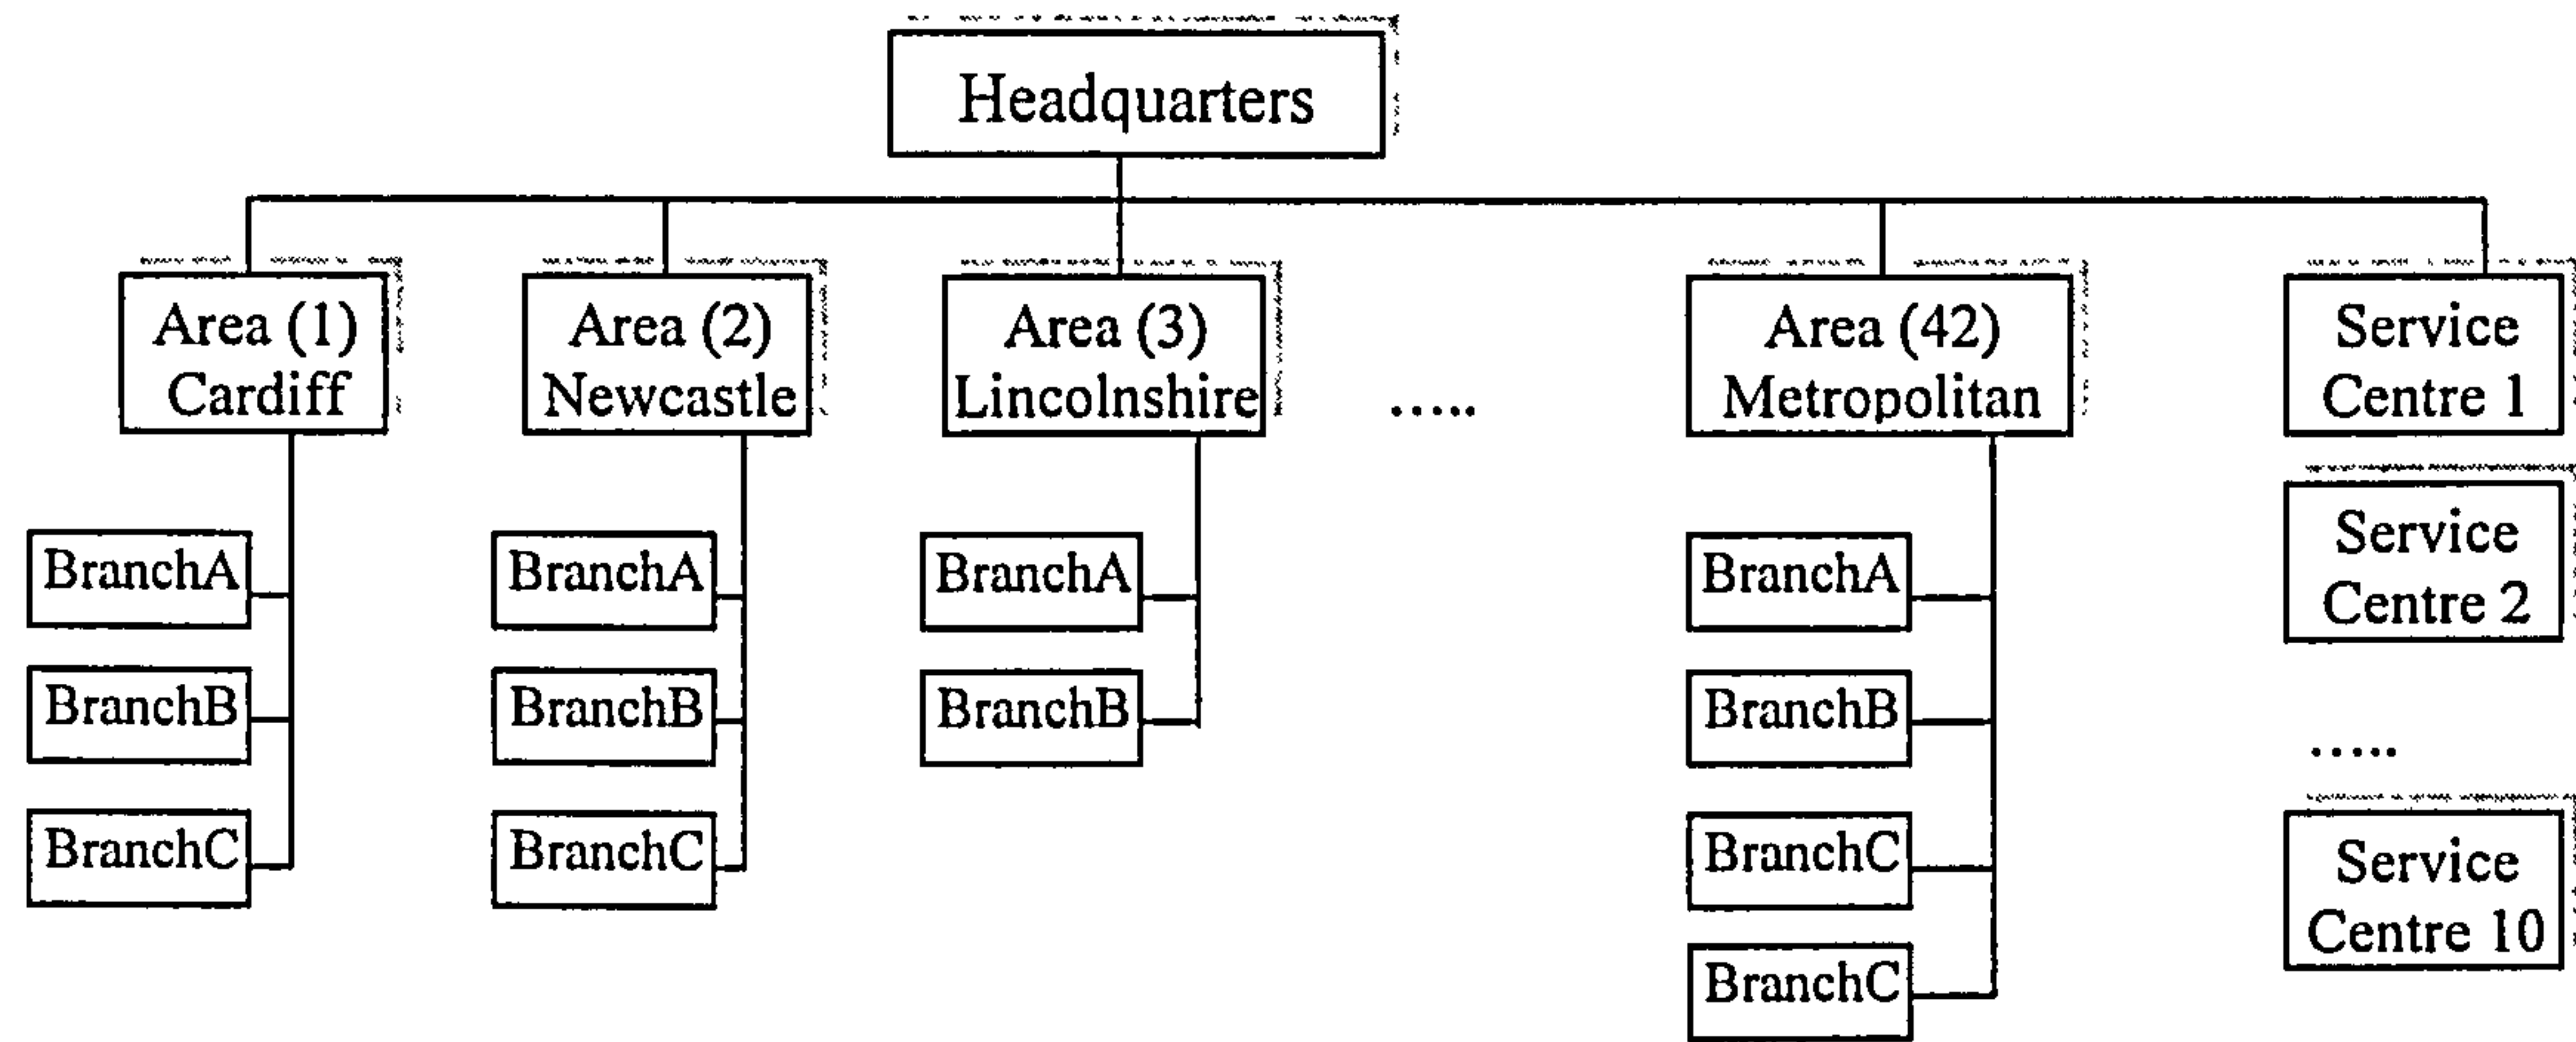 Headquarters
Area (1)
Cardiff
Area (2)
Newcastle
Area (3)
Lincolnshire
.....
Area (42)
Metropolitan
Service
Centre 1
BranchA
BranchB
BranchC
BranchA
BranchB
BranchC
BranchA
BranchB
BranchA
BranchB
BranchC
BranchC
Service
Centre 2
.....
Service
Centre 10